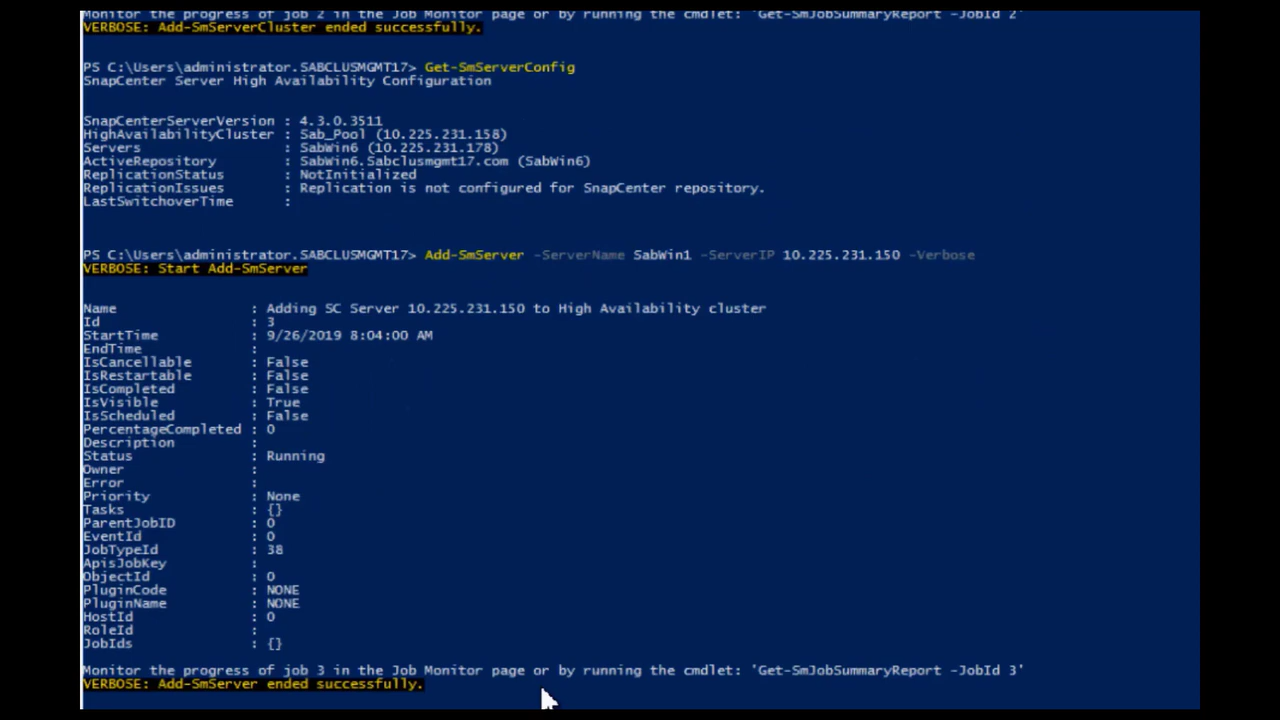 Monitor the progress of job 2 in the Job Monitor page or by running the cmdlet: 'Get-SmJobSummaryReport -JobId 2'
VERBOSE: Add-SmServerCluster ended successfully.
PS C:\Users\administrator.SABCLUSMGMT17> Get-SmServerConfig
SnapCenter Server High Availability Configuration
SnapCenterServerVersion : 4.3.0.3511
HighAvailabilityCluster : Sab_Pool (10.225.231.158)
Servers : SabWin6 (10.225.231.178)
ActiveRepository : SabWin6.Sabclusmgmt17.com (SabWin6)
ReplicationStatus : NotInitialized
ReplicationIssues : Replication is not configured for SnapCenter repository.
LastSwitchoverTime :
PS C:\Users\administrator.SABCLUSMGMT17> Add-SmServer -ServerName SabWin1 -ServerIP 10.225.231.150 -Verbose
VERBOSE: Start Add-SmServer
Name : Adding SC Server 10.225.231.150 to High Availability cluster
Id : 3
StartTime : 9/26/2019 8:04:00 AM
EndTime :
IsCancellable : False
IsRestartable : False
IsCompleted : False
IsVisible : True
IsScheduled : False
PercentageCompleted : 0
Description :
Status : Running
Owner :
Error :
Priority : None
Tasks : {}
ParentJobID : 0
EventId : 0
JobTypeId : 38
ApisJobKey :
ObjectId : 0
PluginCode : NONE
PluginName : NONE
HostId : 0
RoleId :
JobIds : {}
Monitor the progress of job 3 in the Job Monitor page or by running the cmdlet: 'Get-SmJobSummaryReport -JobId 3'
VERBOSE: Add-SmServer ended successfully.